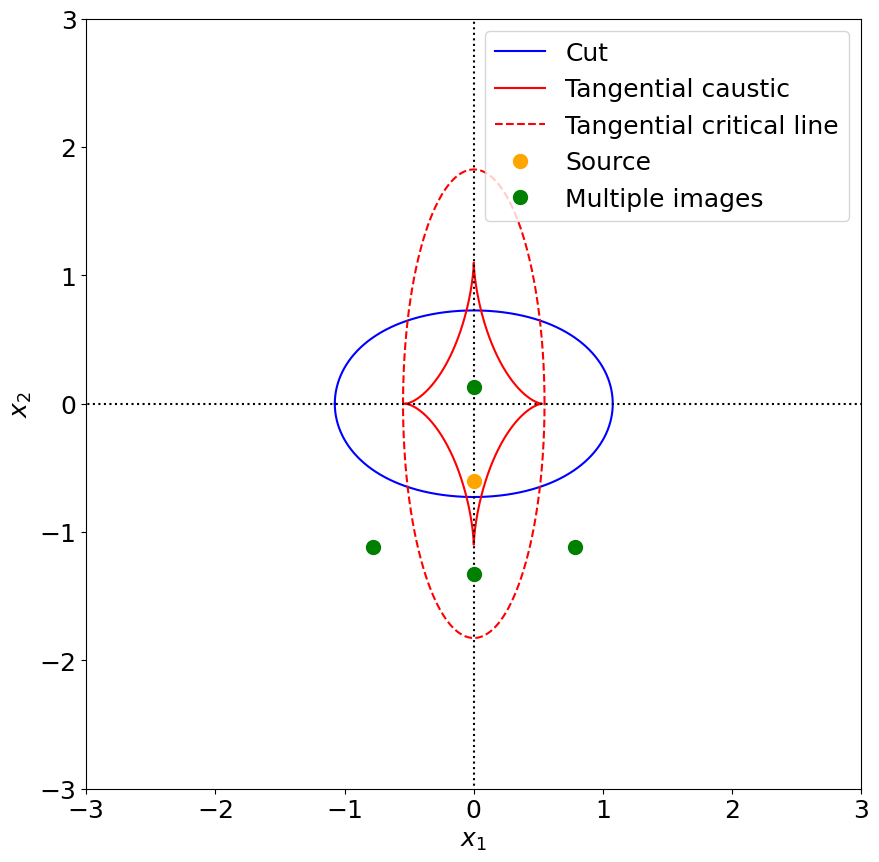 Cut
Tangential caustic
Tangential critical line
Source
Multiple images
3
2
1
0
−1
−2
−3
x₂
−3
−2
−1
0
1
2
3
x₁